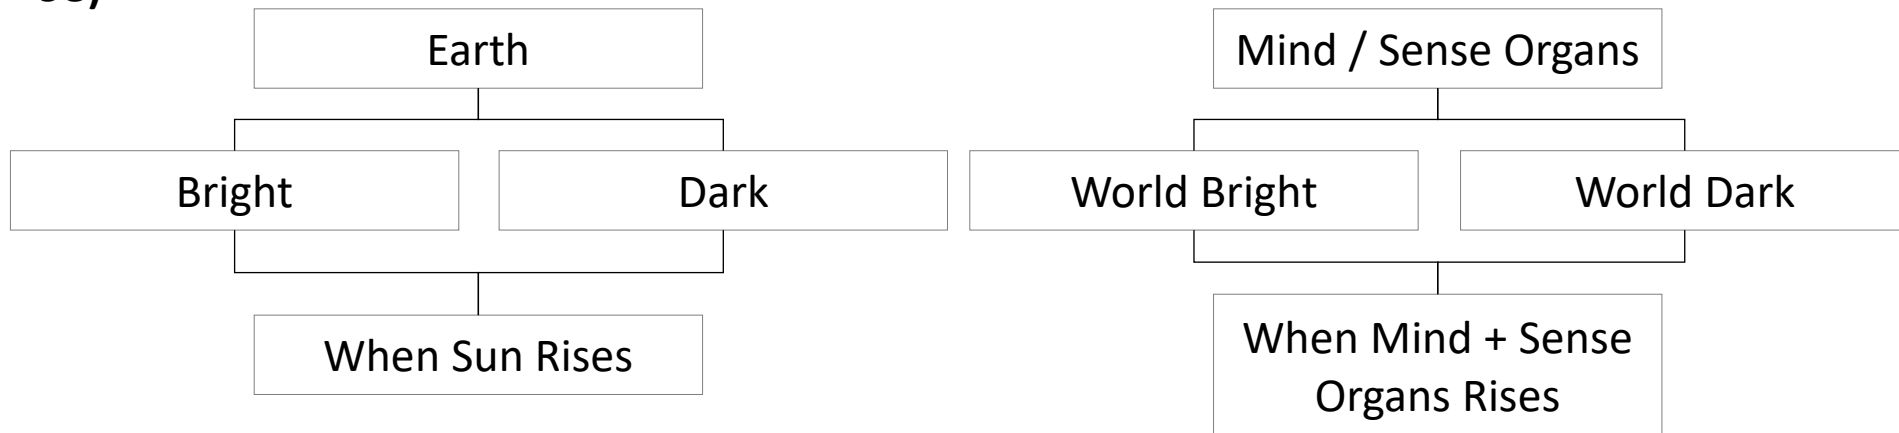 Earth
Bright
Dark
When Sun Rises
Mind / Sense Organs
World Bright
World Dark
When Mind + Sense
Organs Rises